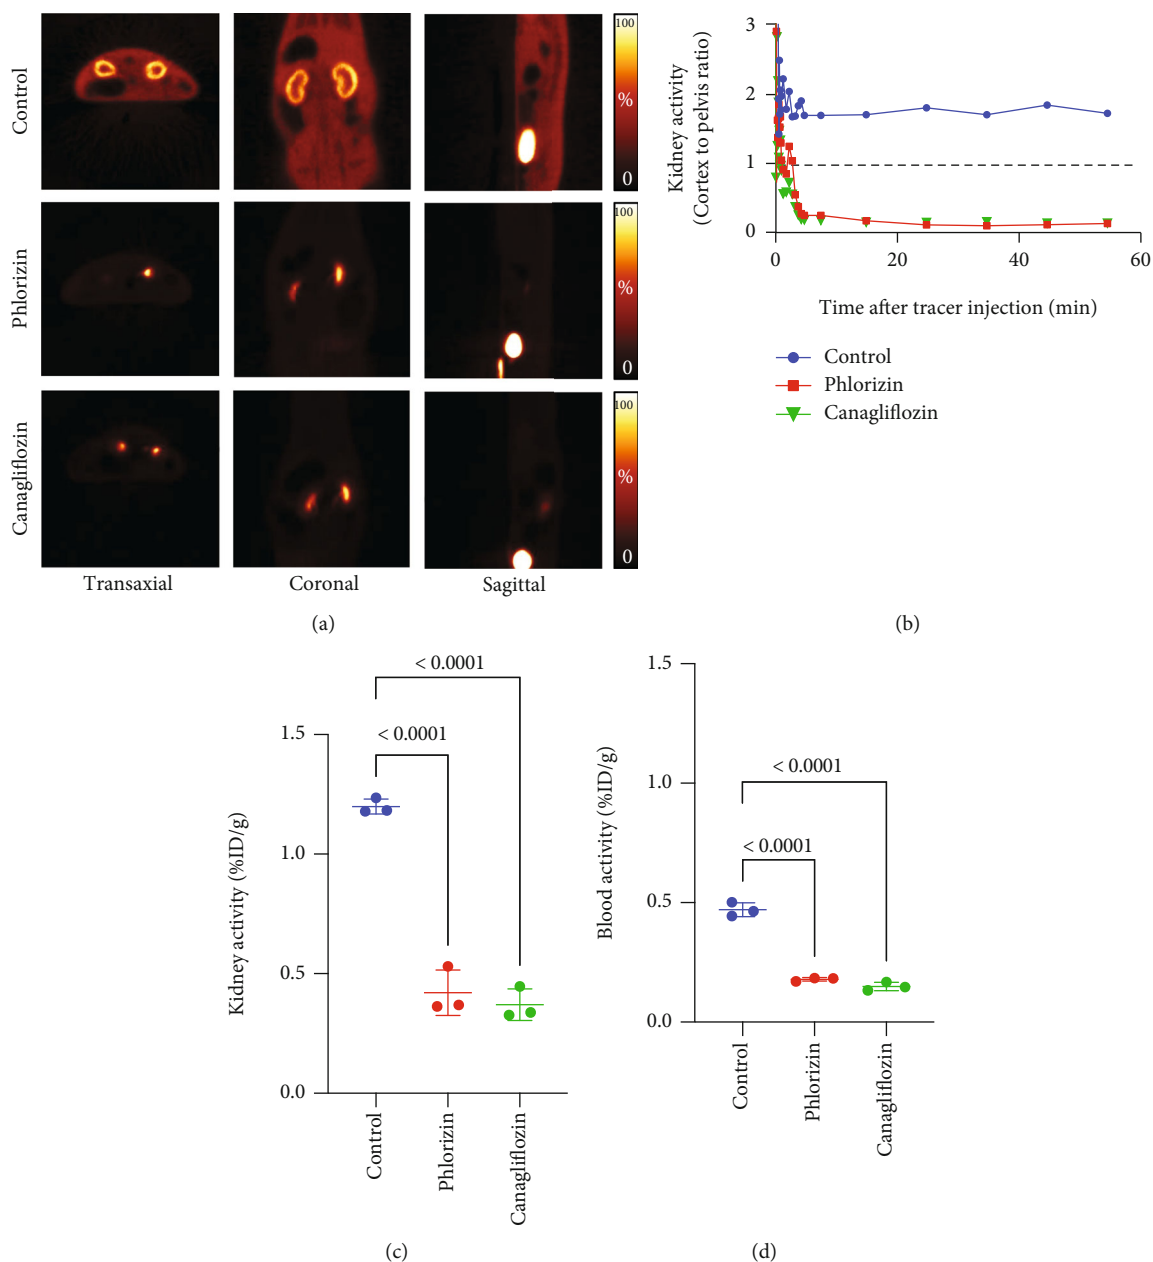 Control
100
%
0
Phlorizin
100
%
0
Canagliflozin
100
%
0
Transaxial
Coronal
Sagittal
(a)
Kidney activity
(Cortex to pelvis ratio)
3
2
1
0
0
20
40
60
Time after tracer injection (min)
Control
Phlorizin
Canagliflozin
(b)
Kidney activity (%ID/g)
1.5
1.0
0.5
0.0
< 0.0001
< 0.0001
Control
Phlorizin
Canagliflozin
(c)
Blood activity (%ID/g)
1.5
1.0
0.5
0.0
< 0.0001
< 0.0001
Control
Phlorizin
Canagliflozin
(d)